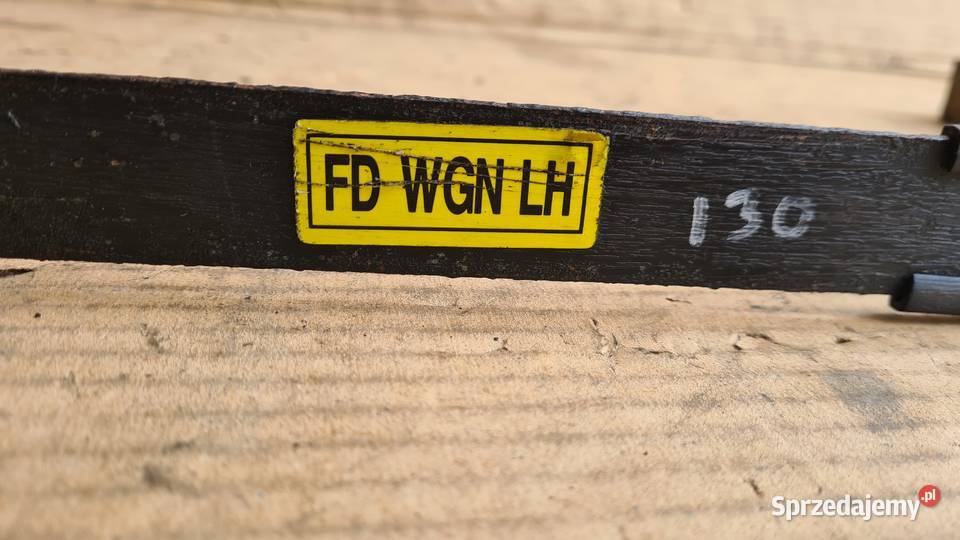 FD WGN LH
130
Sprzedajemy.pl